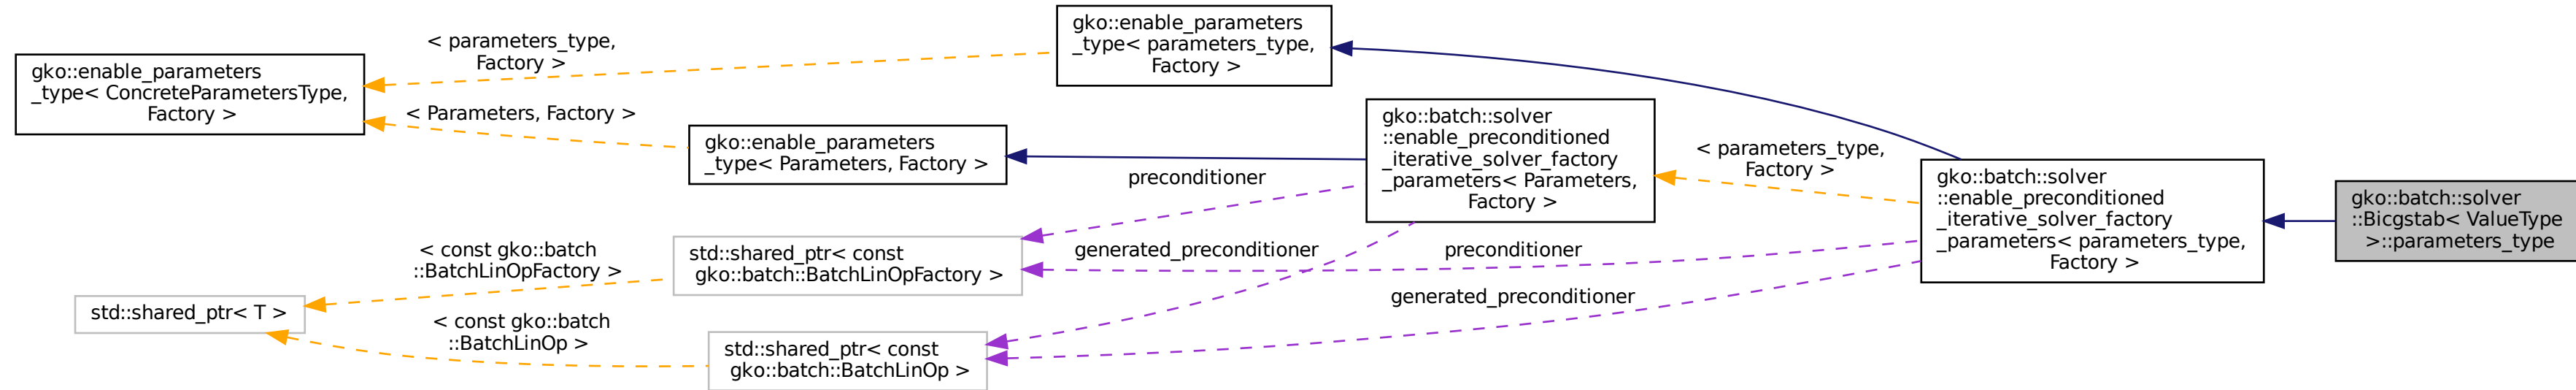 gko::enable_parameters
_type< ConcreteParametersType,
Factory >
< parameters_type,
Factory >
< Parameters, Factory >
gko::enable_parameters
_type< parameters_type,
Factory >
gko::enable_parameters
_type< Parameters, Factory >
gko::batch::solver
::enable_preconditioned
_iterative_solver_factory
_parameters< Parameters,
Factory >
< parameters_type,
Factory >
gko::batch::solver
::enable_preconditioned
_iterative_solver_factory
_parameters< parameters_type,
Factory >
gko::batch::solver
::Bicgstab< ValueType
>::parameters_type
preconditioner
generated_preconditioner
preconditioner
generated_preconditioner
std::shared_ptr< const
gko::batch::BatchLinOpFactory >
< const gko::batch
::BatchLinOpFactory >
std::shared_ptr< T >
< const gko::batch
::BatchLinOp >
std::shared_ptr< const
gko::batch::BatchLinOp >